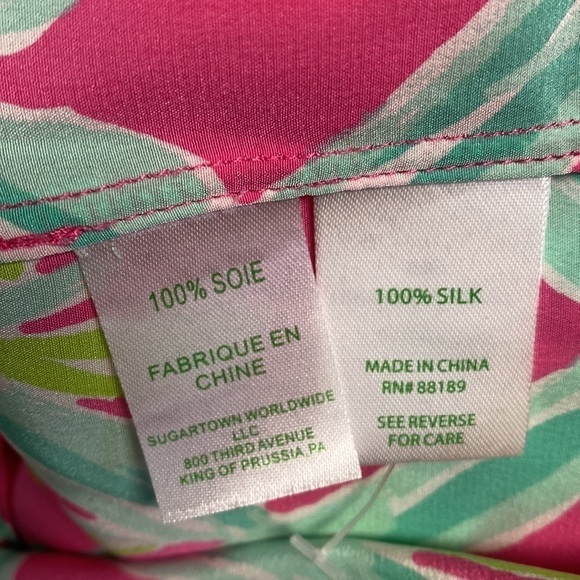 100% SOIE
FABRIQUE EN
CHINE
SUGARTOWN WORLDWIDE
LLC
800 THIRD AVENUE
KING OF PRUSSIA, PA
100% SILK
MADE IN CHINA
RN# 88189
SEE REVERSE
FOR CARE